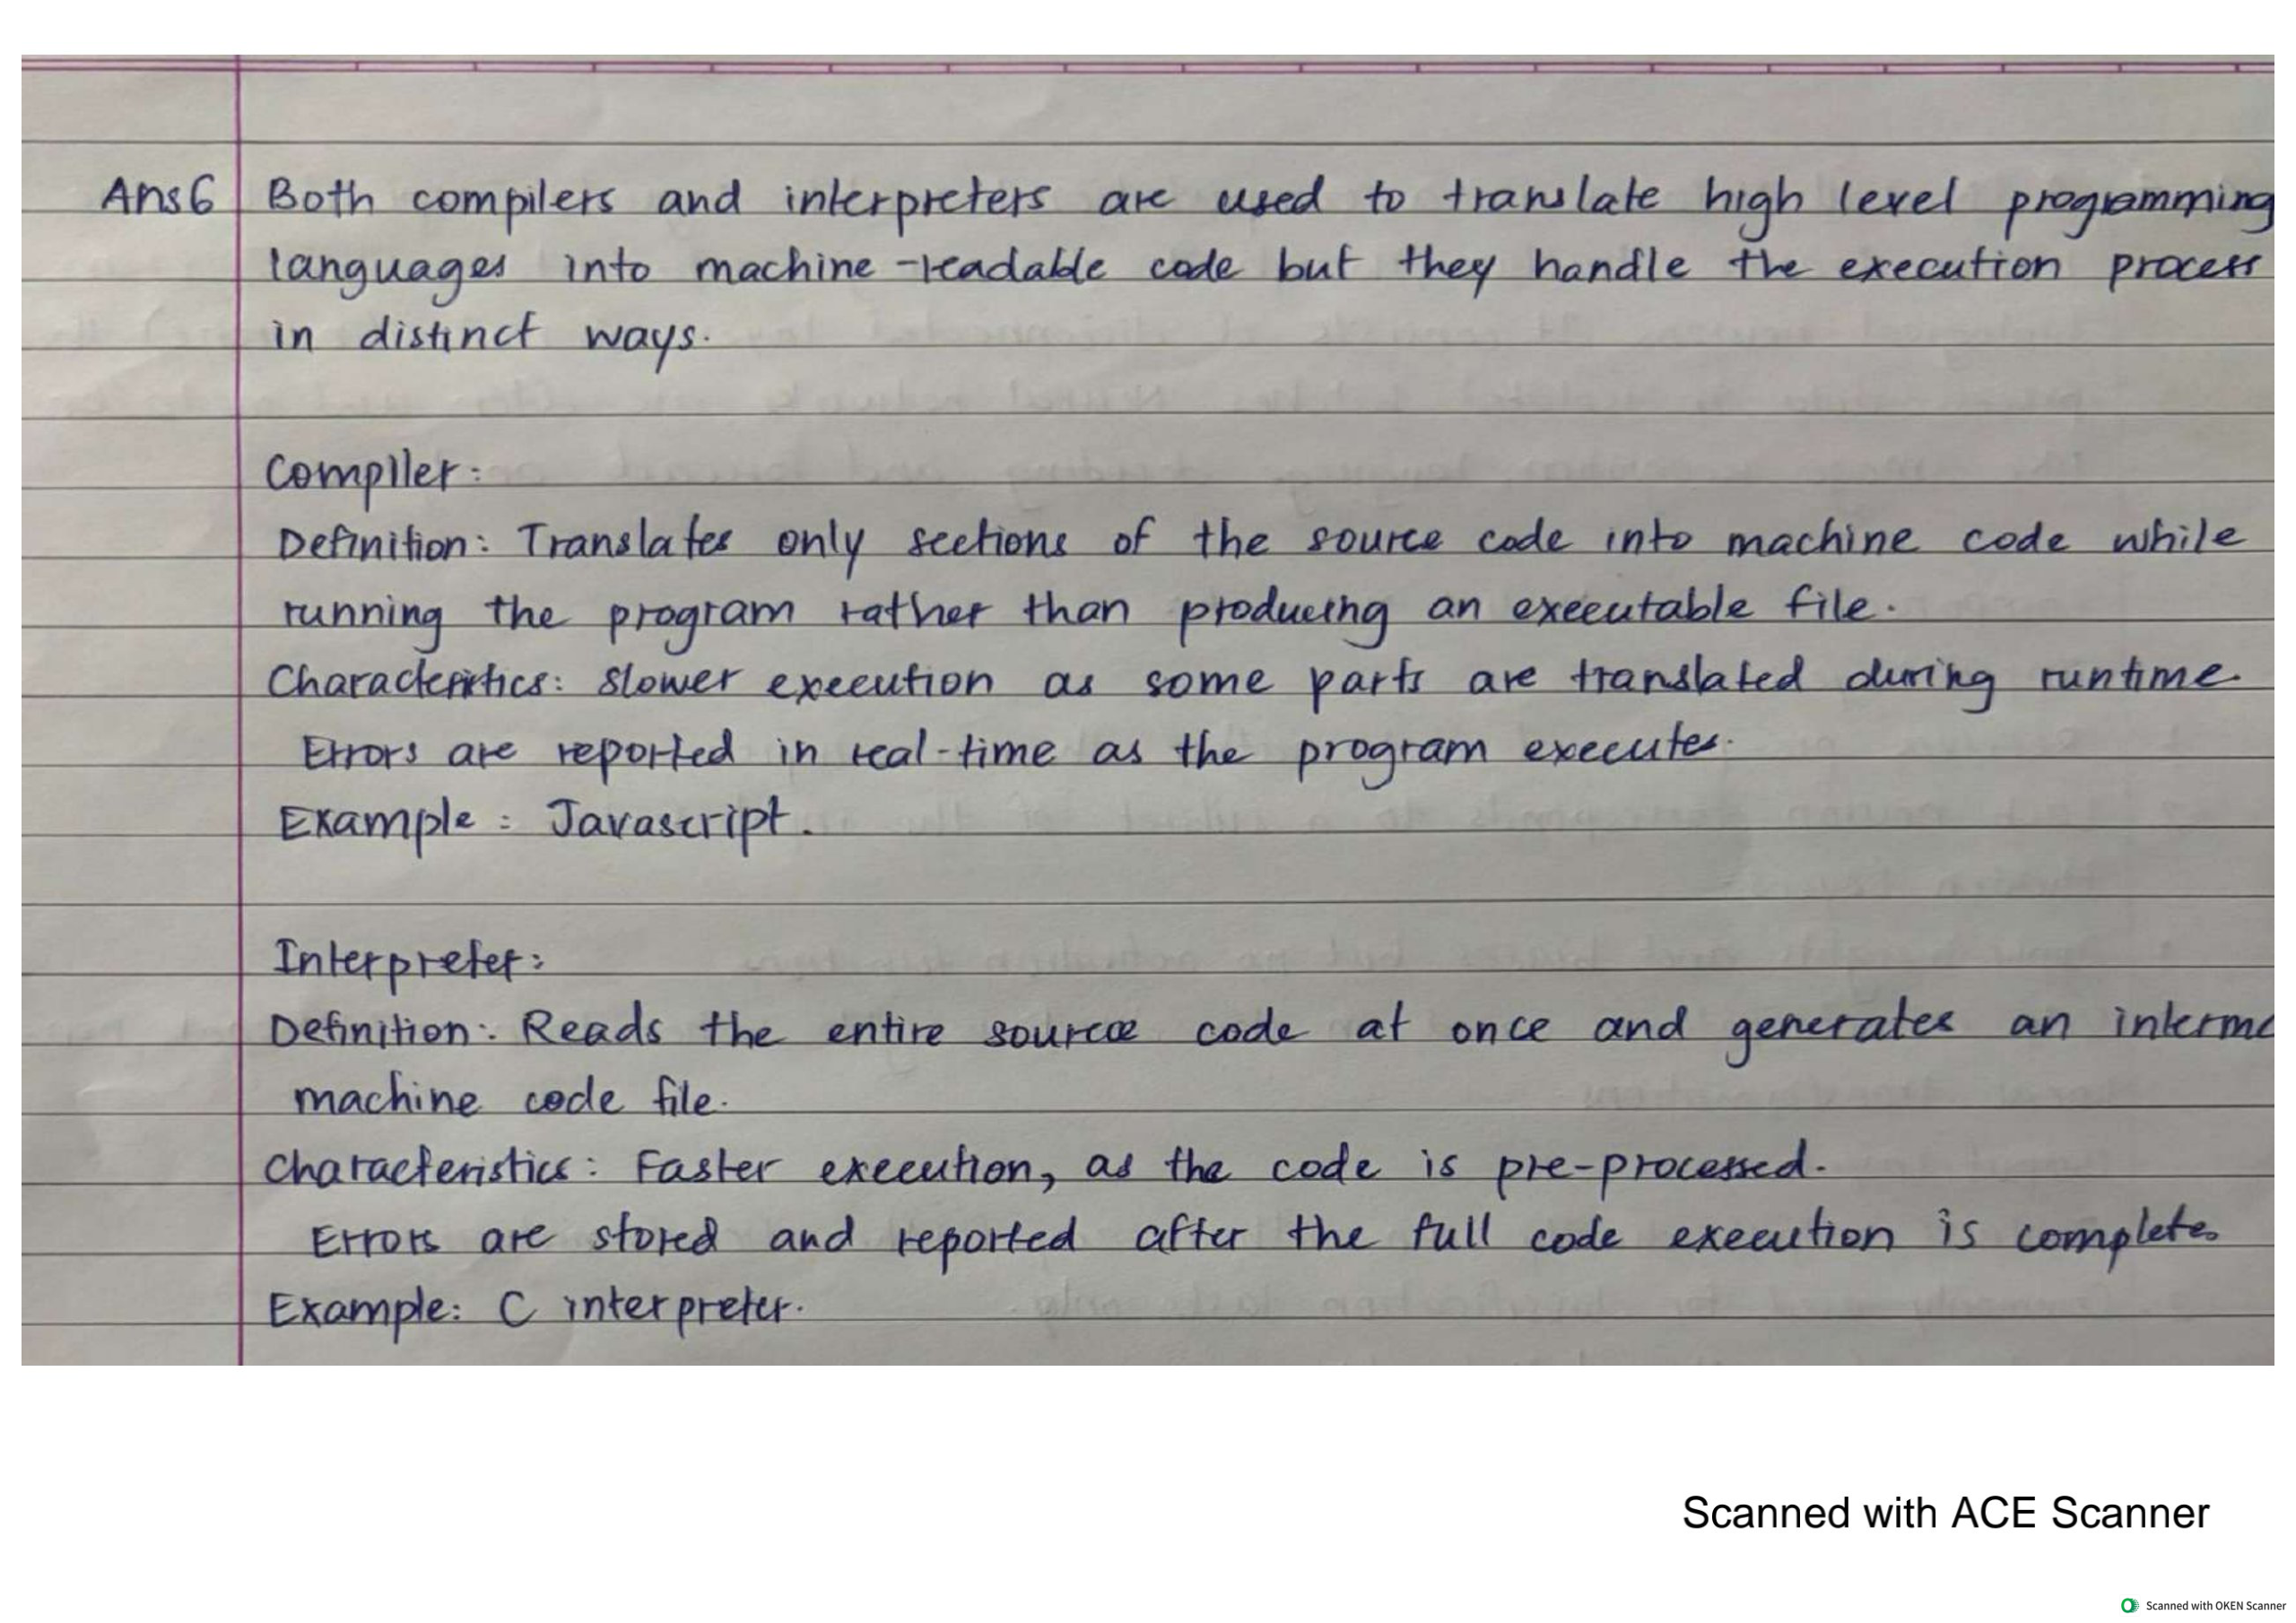 Ans6 Both compilers and interpreters are used to translate high level programming
languages into machine-readable code but they handle the execution process
in distinct ways.
Compiler:
Definition: Translates only sections of the source code into machine code while
running the program rather than producing an executable file.
Characteristics: Slower execution as some parts are translated during runtime.
Errors are reported in real-time as the program executes.
Example: Javascript.
Interpreter:
Definition: Reads the entire source code at once and generates an interme
machine code file.
Characteristics: Faster execution, as the code is pre-processed.
Errors are stored and reported after the full code execution is complete.
Example: C interpreter.
Scanned with ACE Scanner
Scanned with OKEN Scanner